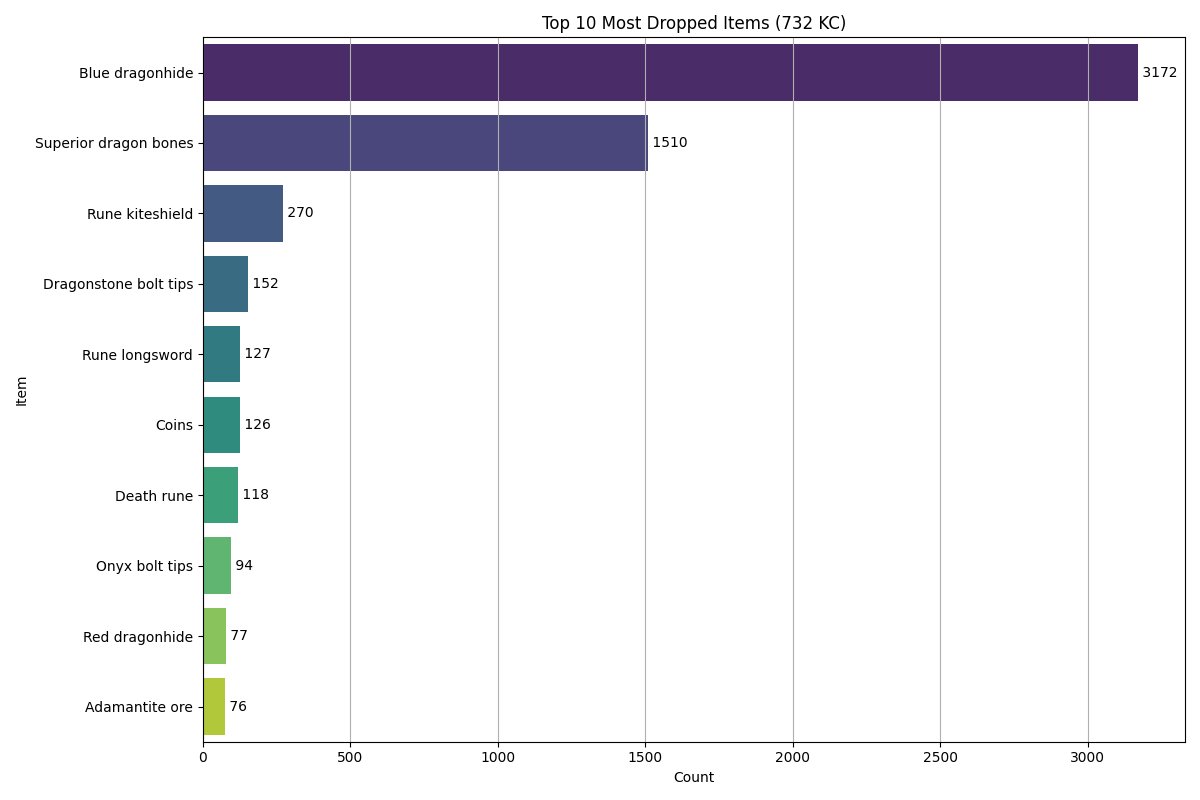 Top 10 Most Dropped Items (732 KC)
Blue dragonhide 3172
Superior dragon bones 1510
Rune kiteshield 270
Dragonstone bolt tips 152
Rune longsword 127
Item
Coins 126
Death rune 118
Onyx bolt tips 94
Red dragonhide 77
Adamantite ore 76
0 500 1000 1500 2000 2500 3000
Count